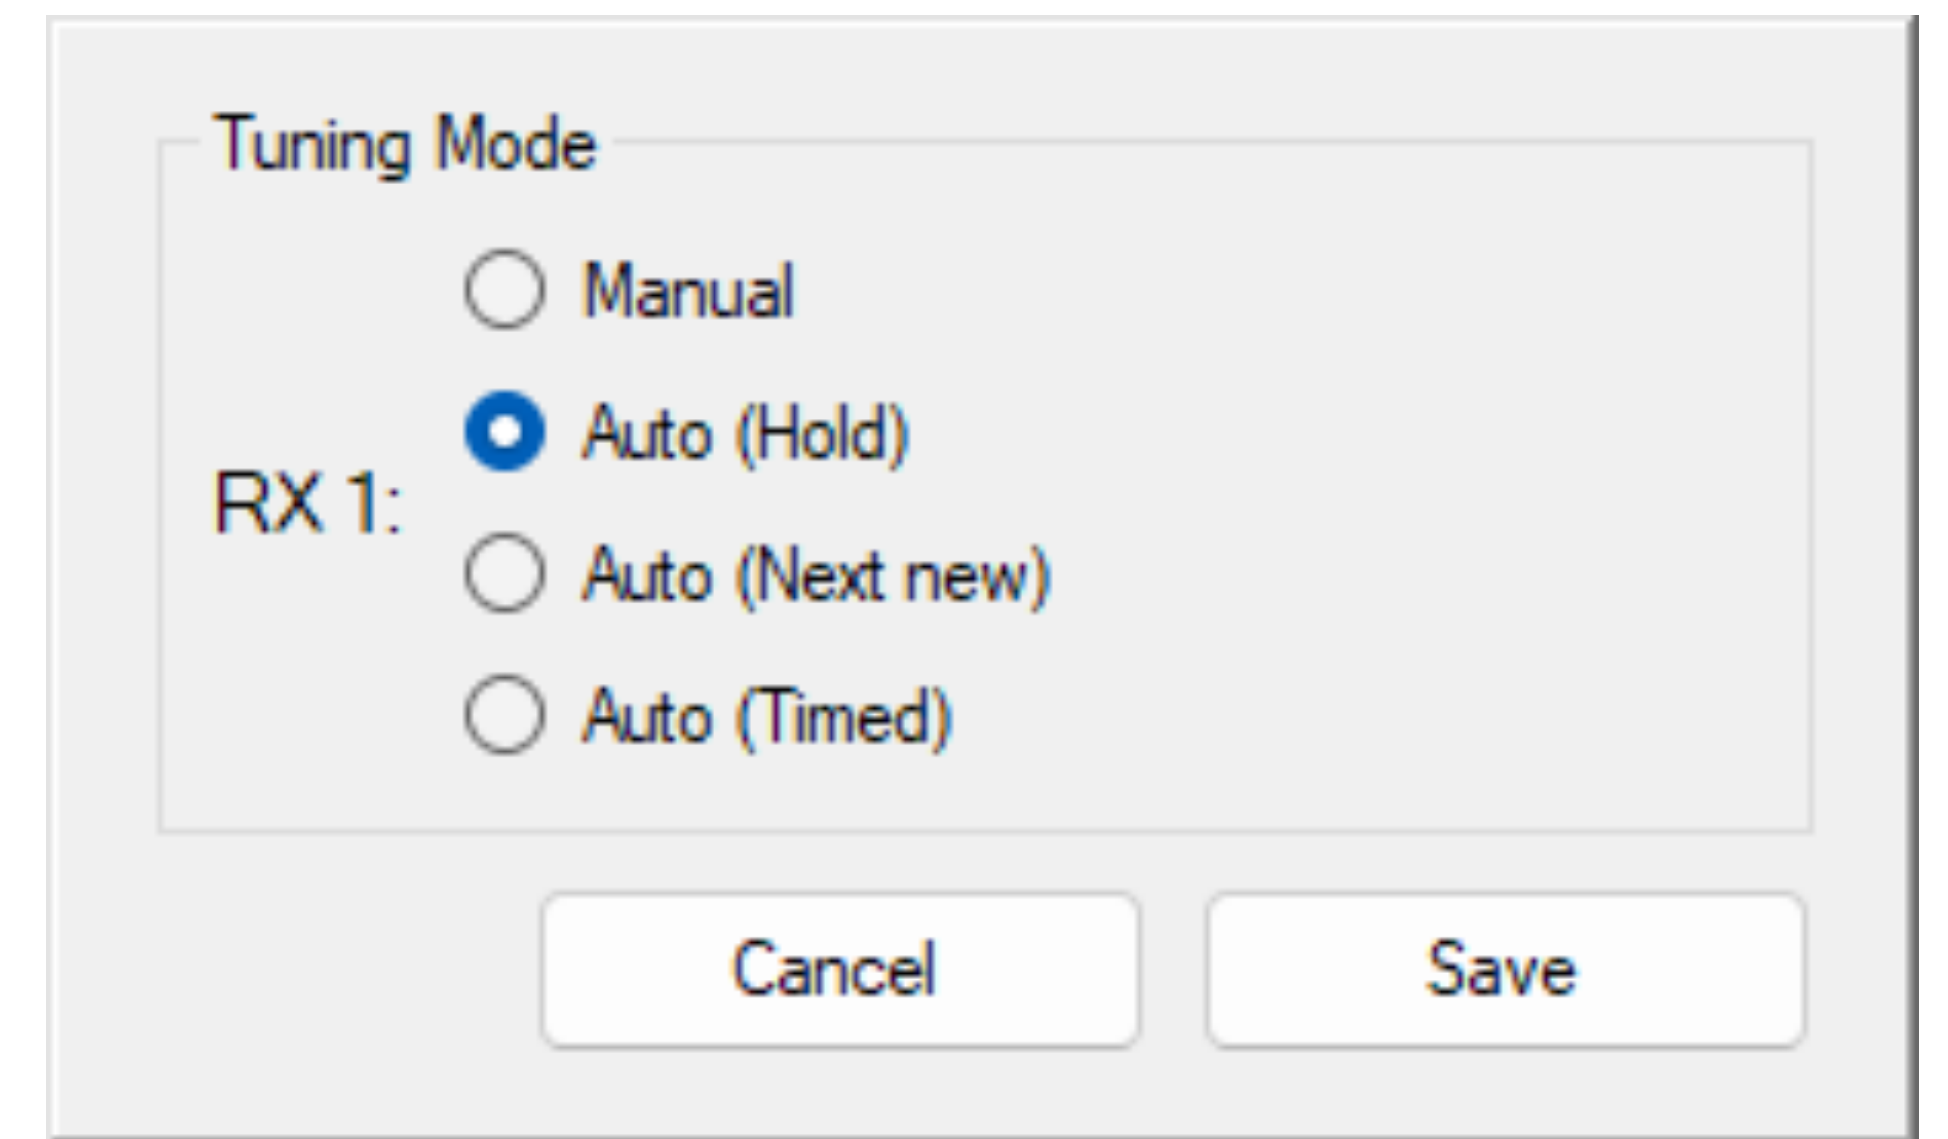 Tuning Mode
Manual
Auto (Hold)
RX 1:
Auto (Next new)
Auto (Timed)
Cancel
Save